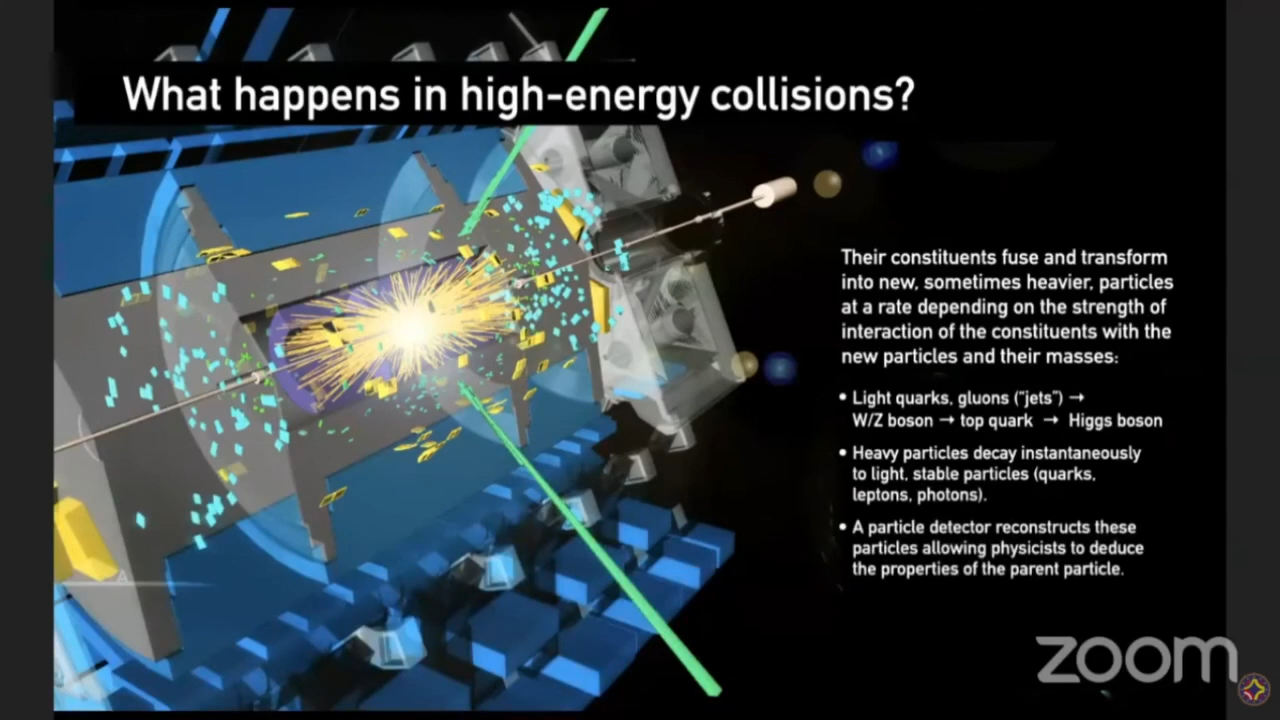 What happens in high-energy collisions?
Their constituents fuse and transform
into new, sometimes heavier, particles
at a rate depending on the strength of
interaction of the constituents with the
new particles and their masses:
• Light quarks, gluons (“jets”) →
W/Z boson → top quark → Higgs boson
• Heavy particles decay instantaneously
to light, stable particles (quarks,
leptons, photons).
• A particle detector reconstructs these
particles allowing physicists to deduce
the properties of the parent particle.
zoom